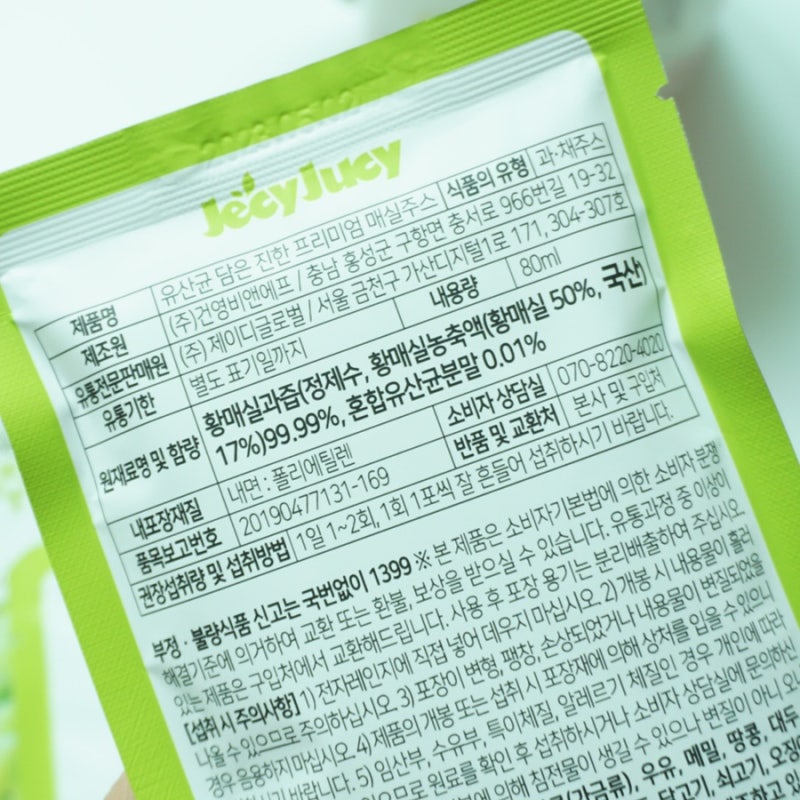 2023.05.02
JecyJucy
제품명 유산균 담은 진한 프리미엄 매실주스 식품의 유형 과·채주스
제조원 (주)건영비앤에프 / 충남 홍성군 구항면 충서로 966번길 19-32
유통전문판매원 (주)제이디글로벌 / 서울 금천구 가산디지털1로 171, 304-307호
유통기한 별도 표기일까지 내용량 80ml
원재료명 및 함량 황매실과즙(정제수, 황매실농축액(황매실 50%, 국산)
17%)99.99%, 혼합유산균분말 0.01%
내포장재질 내면 : 폴리에틸렌 소비자 상담실 070-8220-4020
품목보고번호 20190477131-169 반품 및 교환처 본사 및 구입처
권장섭취량 및 섭취방법 1일 1~2회, 1회 1포씩 잘 흔들어 섭취하시기 바랍니다.
부정·불량식품 신고는 국번없이 1399 ※ 본 제품은 소비자기본법에 의한 소비자 분쟁
해결기준에 의거하여 교환 또는 환불, 보상을 받으실 수 있습니다. 유통과정 중 이상이
있는 제품은 구입처에서 교환해드립니다. 사용 후 포장 용기는 분리배출하여 주십시오.
[섭취 시 주의사항] 1) 전자레인지에 직접 넣어 데우지 마십시오. 2) 개봉 시 내용물이 흘러
나올 수 있으므로 주의하십시오. 3) 포장이 변형, 팽창, 손상되었거나 내용물이 변질되었을
경우 음용하지 마십시오. 4) 제품의 개봉 또는 섭취 시 포장재에 의해 상처를 입을 수 있으니
하시기 바랍니다. 5) 임산부, 수유부, 특이체질, 알레르기 체질인 경우 개인에 따라
있으므로 원료를 확인 후 섭취하시거나 소비자 상담실에 문의하신
에 의해 침전물이 생길 수 있으나 변질이 아니
(가금류), 우유, 메밀, 땅콩, 대두
닭고기, 쇠고기, 오징